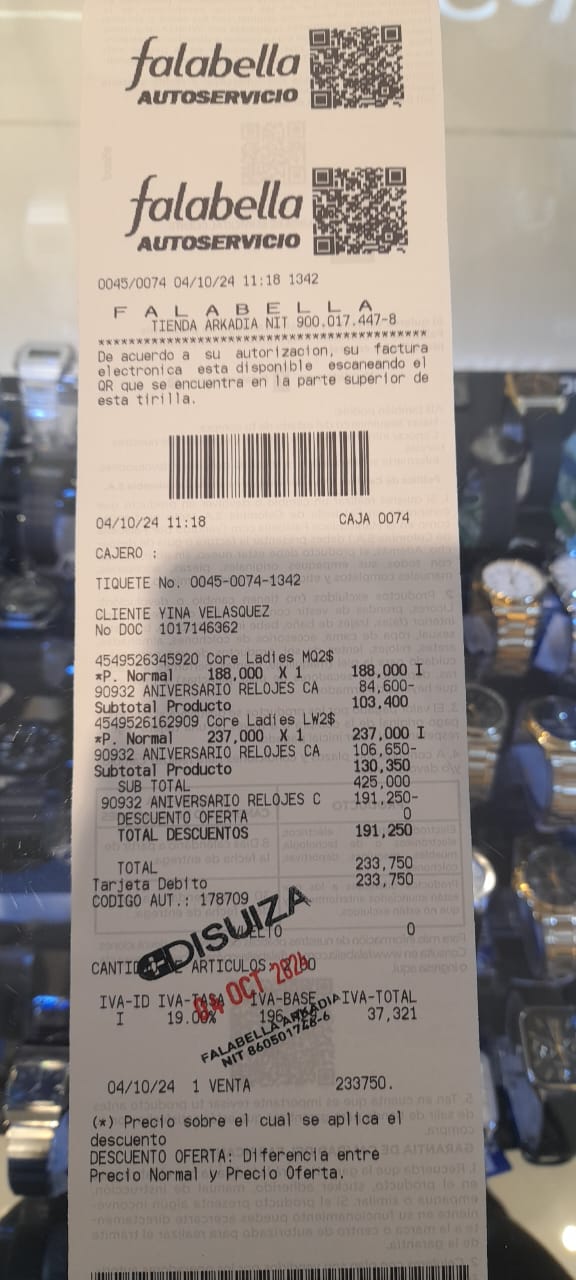 falabella
AUTOSERVICIO
falabella
AUTOSERVICIO
0045/0074 04/10/24 11:18 1342
F A L A B E L L A
TIENDA ARKADIA NIT 900.017.447-8
******************************************
De acuerdo a su autorizacion, su factura
electronica esta disponible escaneando el
QR que se encuentra en la parte superior de
esta tirilla.
04/10/24 11:18 CAJA 0074
CAJERO :
TIQUETE No. 0045-0074-1342
CLIENTE YINA VELASQUEZ
No DOC 1017146362
4549526345920 Core Ladies MQ2$
*P. Normal 188,000 X 1 188,000 I
90932 ANIVERSARIO RELOJES CA 84,600-
Subtotal Producto 103,400
4549526162909 Core Ladies LW2$
*P. Normal 237,000 X 1 237,000 I
90932 ANIVERSARIO RELOJES CA 106,650-
Subtotal Producto 130,350
SUB TOTAL 425,000
90932 ANIVERSARIO RELOJES C 191,250-
DESCUENTO OFERTA 0
TOTAL DESCUENTOS 191,250
TOTAL 233,750
Tarjeta Debito 233,750
CODIGO AUT.: 178709
DISUIZA
0
ARTICULOS:
04 OCT 2024
IVA-ID IVA-TASA IVA-BASE IVA-TOTAL
I 19.00% 37,321
FALABELLA ARKADIA
NIT 860501746-6
04/10/24 1 VENTA 233750.
(*) Precio sobre el cual se aplica el
descuento
DESCUENTO OFERTA: Diferencia entre
Precio Normal y Precio Oferta.